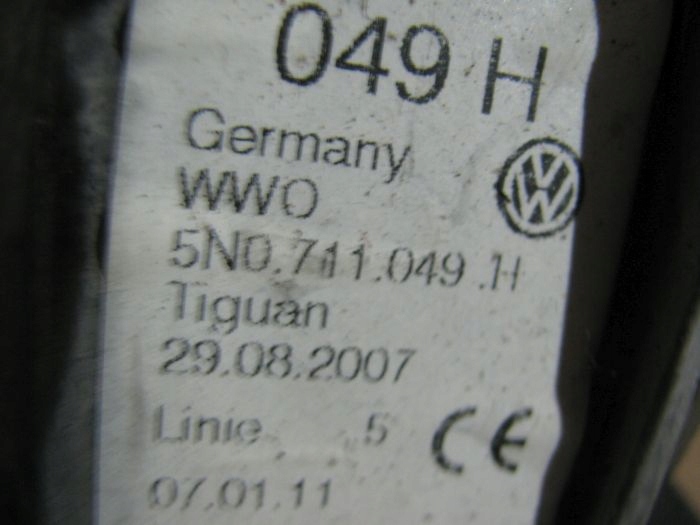 049 H
Germany
WWO
5N0.711.049 .H
Tiguan
29.08.2007
Linie 5 CE
07.01.11